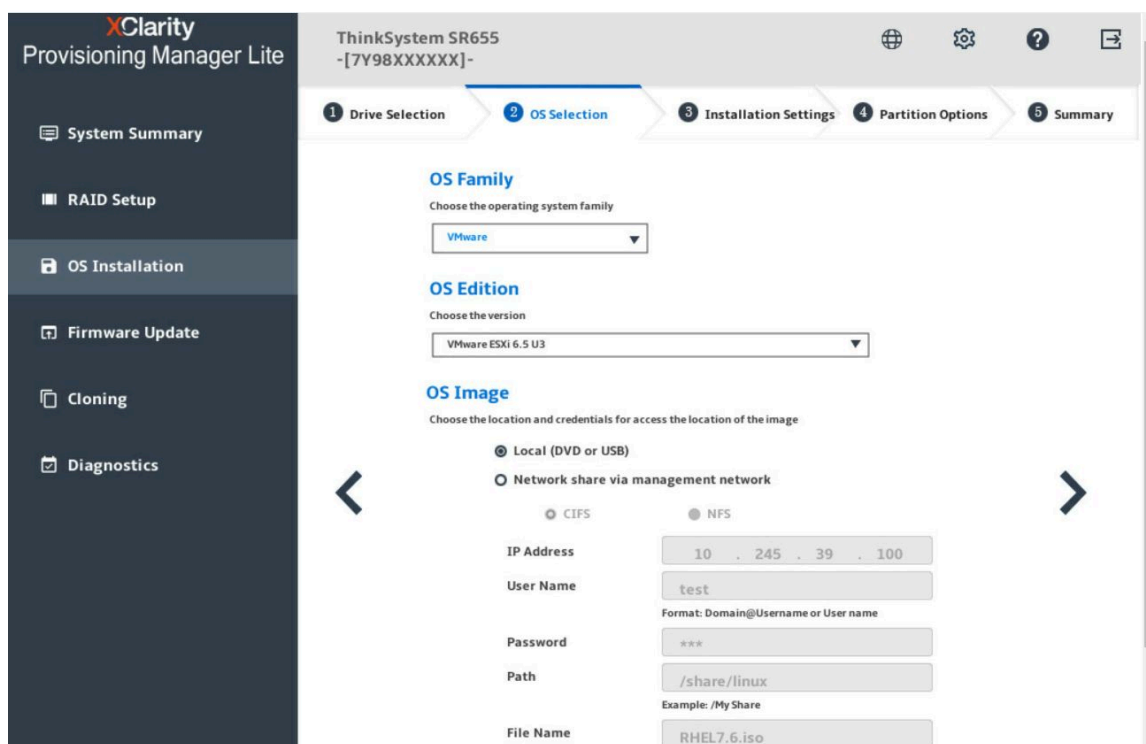 XClarity
Provisioning Manager Lite
System Summary
RAID Setup
OS Installation
Firmware Update
Cloning
Diagnostics
ThinkSystem SR655
-[7Y98XXXXXX]-
1 Drive Selection
2 OS Selection
3 Installation Settings
4 Partition Options
5 Summary
OS Family
Choose the operating system family
VMware
OS Edition
Choose the version
VMware ESXi 6.5 U3
OS Image
Choose the location and credentials for access the location of the image
Local (DVD or USB)
Network share via management network
CIFS NFS
IP Address 10 . 245 . 39 . 100
User Name test
Format: Domain@Username or User name
Password ***
Path /share/linux
Example: /My Share
File Name RHEL7.6.iso